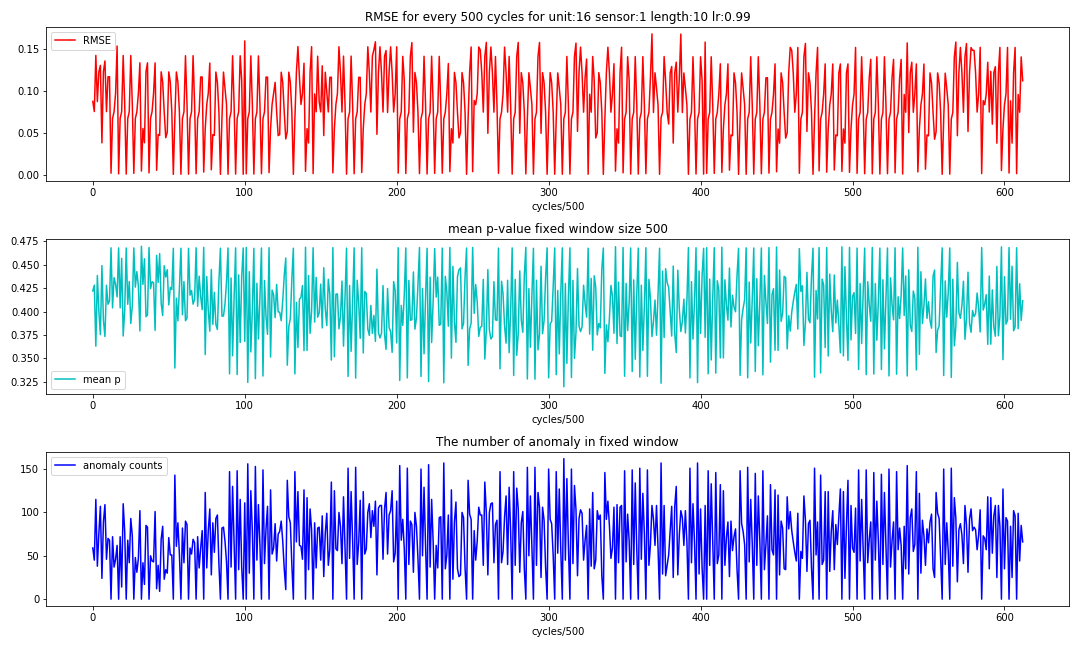 RMSE for every 500 cycles for unit:16 sensor:1 length:10 lr:0.99
RMSE
0.15
0.10
0.05
0.00
0 100 200 300 400 500 600
cycles/500
mean p-value fixed window size 500
0.475
0.450
0.425
0.400
0.375
0.350
0.325
mean p
0 100 200 300 400 500 600
cycles/500
The number of anomaly in fixed window
anomaly counts
150
100
50
0
0 100 200 300 400 500 600
cycles/500